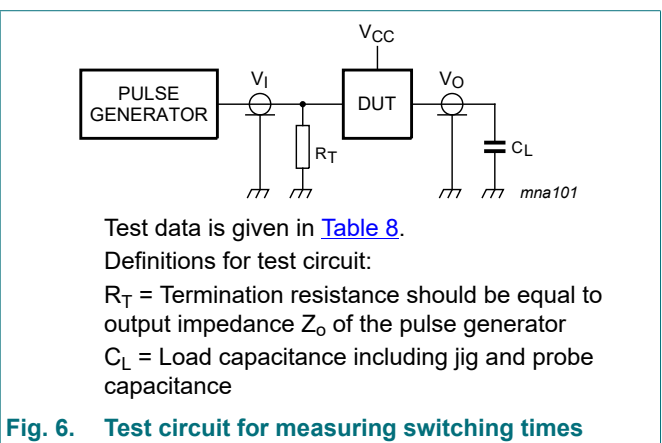 VCC
PULSE
GENERATOR
VI
DUT
VO
RT
CL
mna101
Test data is given in Table 8.
Definitions for test circuit:
RT = Termination resistance should be equal to
output impedance Zo of the pulse generator
CL = Load capacitance including jig and probe
capacitance
Fig. 6. Test circuit for measuring switching times